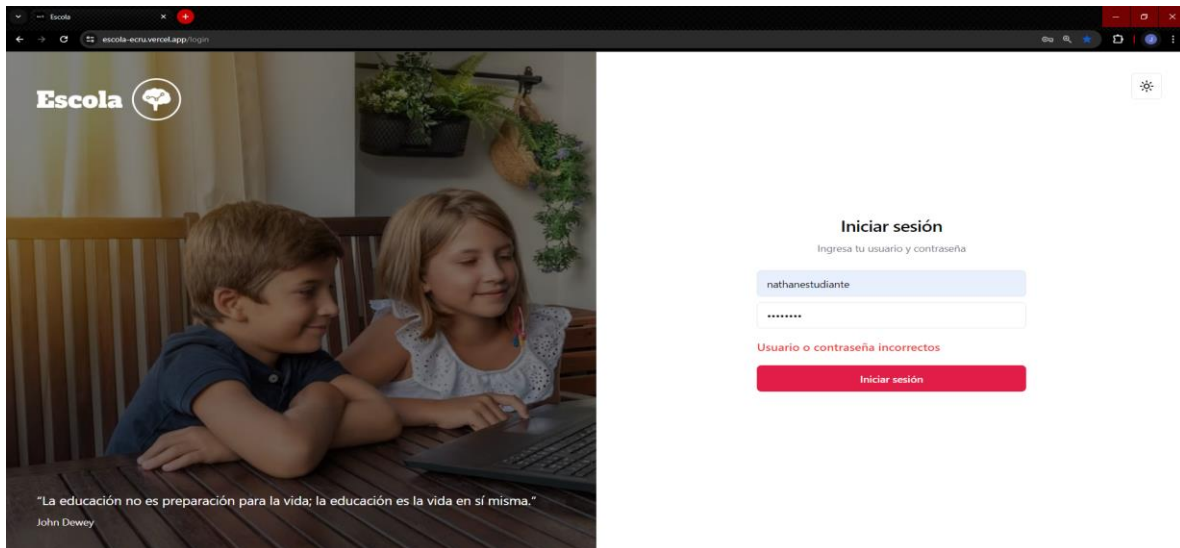 Escola
escola-ecru.vercel.app/login
Escola
"La educación no es preparación para la vida; la educación es la vida en sí misma."
John Dewey
Iniciar sesión
Ingresa tu usuario y contraseña
nathanestudiante
••••••••
Usuario o contraseña incorrectos
Iniciar sesión